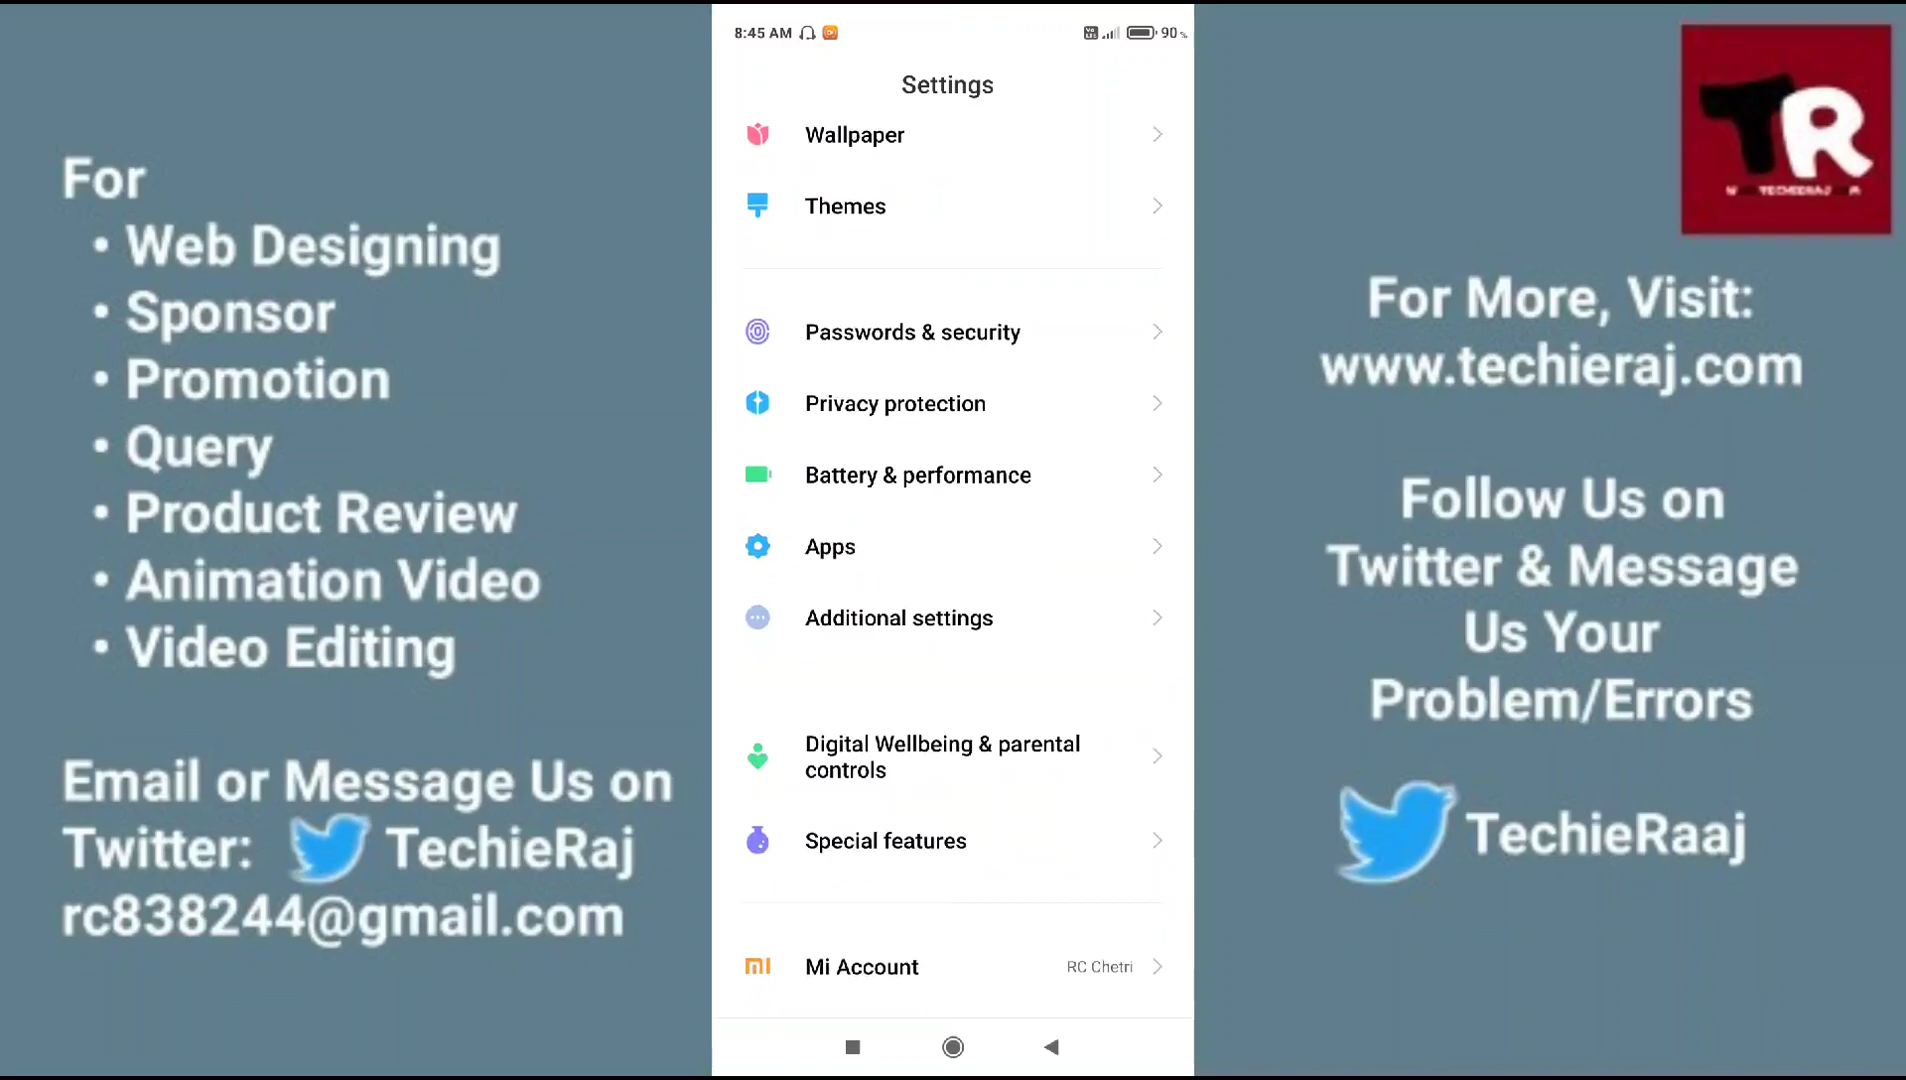 For
• Web Designing
• Sponsor
• Promotion
• Query
• Product Review
• Animation Video
• Video Editing
Email or Message Us on
Twitter: TechieRaj
rc838244@gmail.com
8:45 AM
Vo LTE
90%
Settings
Wallpaper
Themes
Passwords & security
Privacy protection
Battery & performance
Apps
Additional settings
Digital Wellbeing & parental
controls
Special features
Mi Account RC Chetri
TR
For More, Visit:
www.techieraj.com
Follow Us on
Twitter & Message
Us Your
Problem/Errors
TechieRaaj